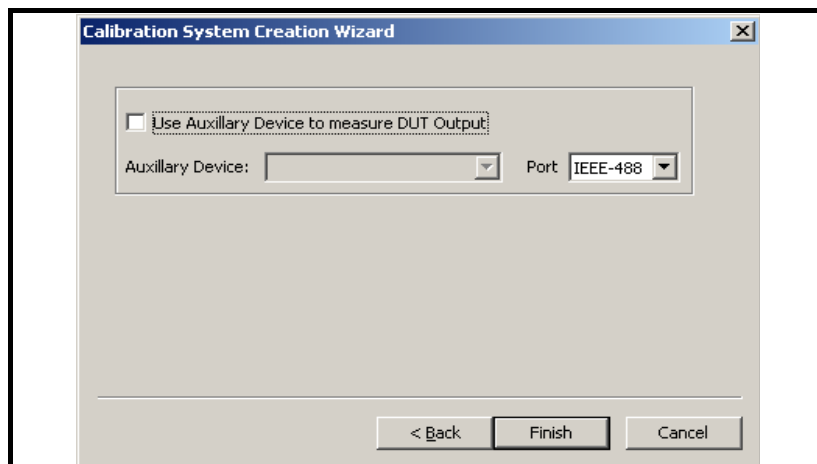 Calibration System Creation Wizard
Use Auxillary Device to measure DUT Output
Auxillary Device: Port IEEE-488
< Back Finish Cancel